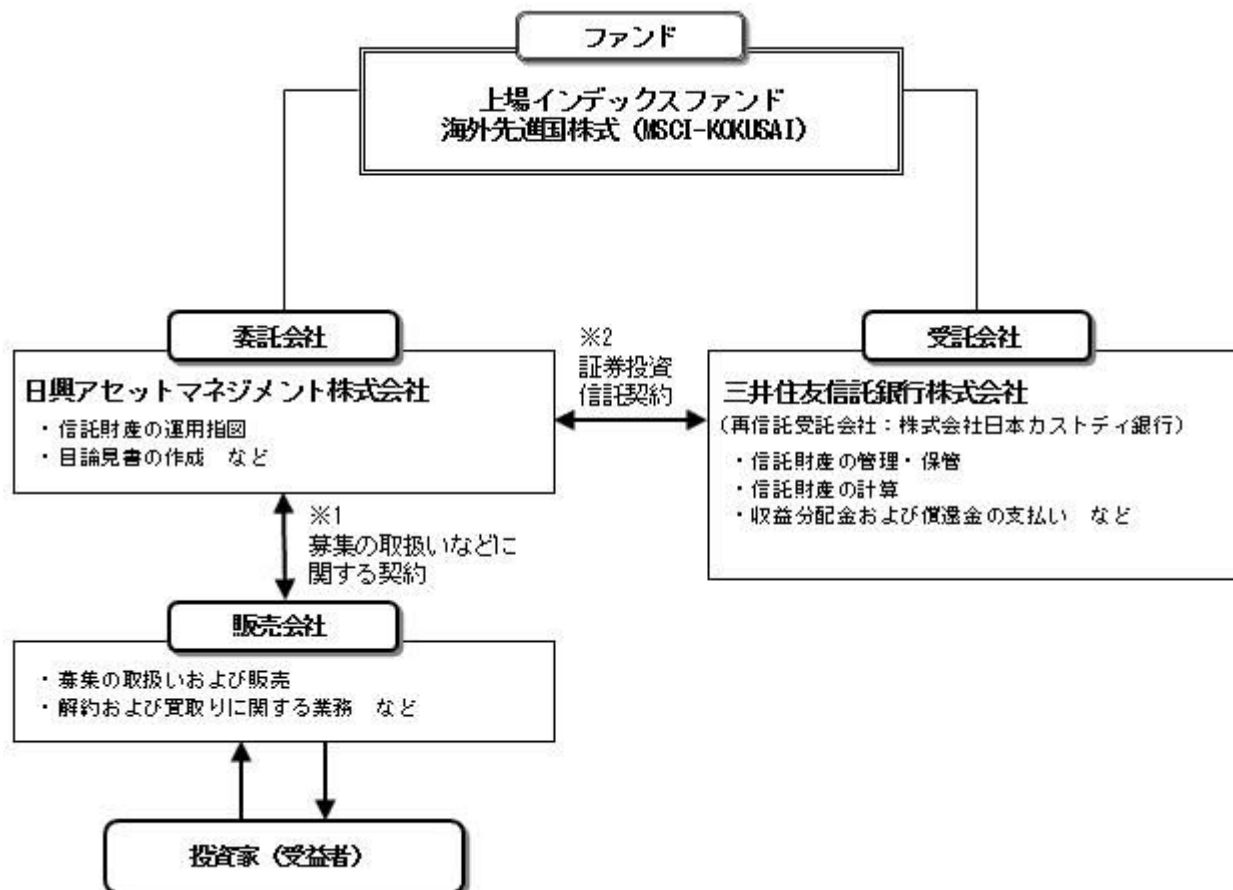 ファンド
上場インデックスファンド
海外先進国株式（MSCI-KOKUSAI）
委託会社
日興アセットマネジメント株式会社
・信託財産の運用指図
・目論見書の作成　など
※2
証券投資
信託契約
受託会社
三井住友信託銀行株式会社
（再信託受託会社：株式会社日本カストディ銀行）
・信託財産の管理・保管
・信託財産の計算
・収益分配金および償還金の支払い　など
※1
募集の取扱いなどに
関する契約
販売会社
・募集の取扱いおよび販売
・解約および買取りに関する業務　など
投資家（受益者）